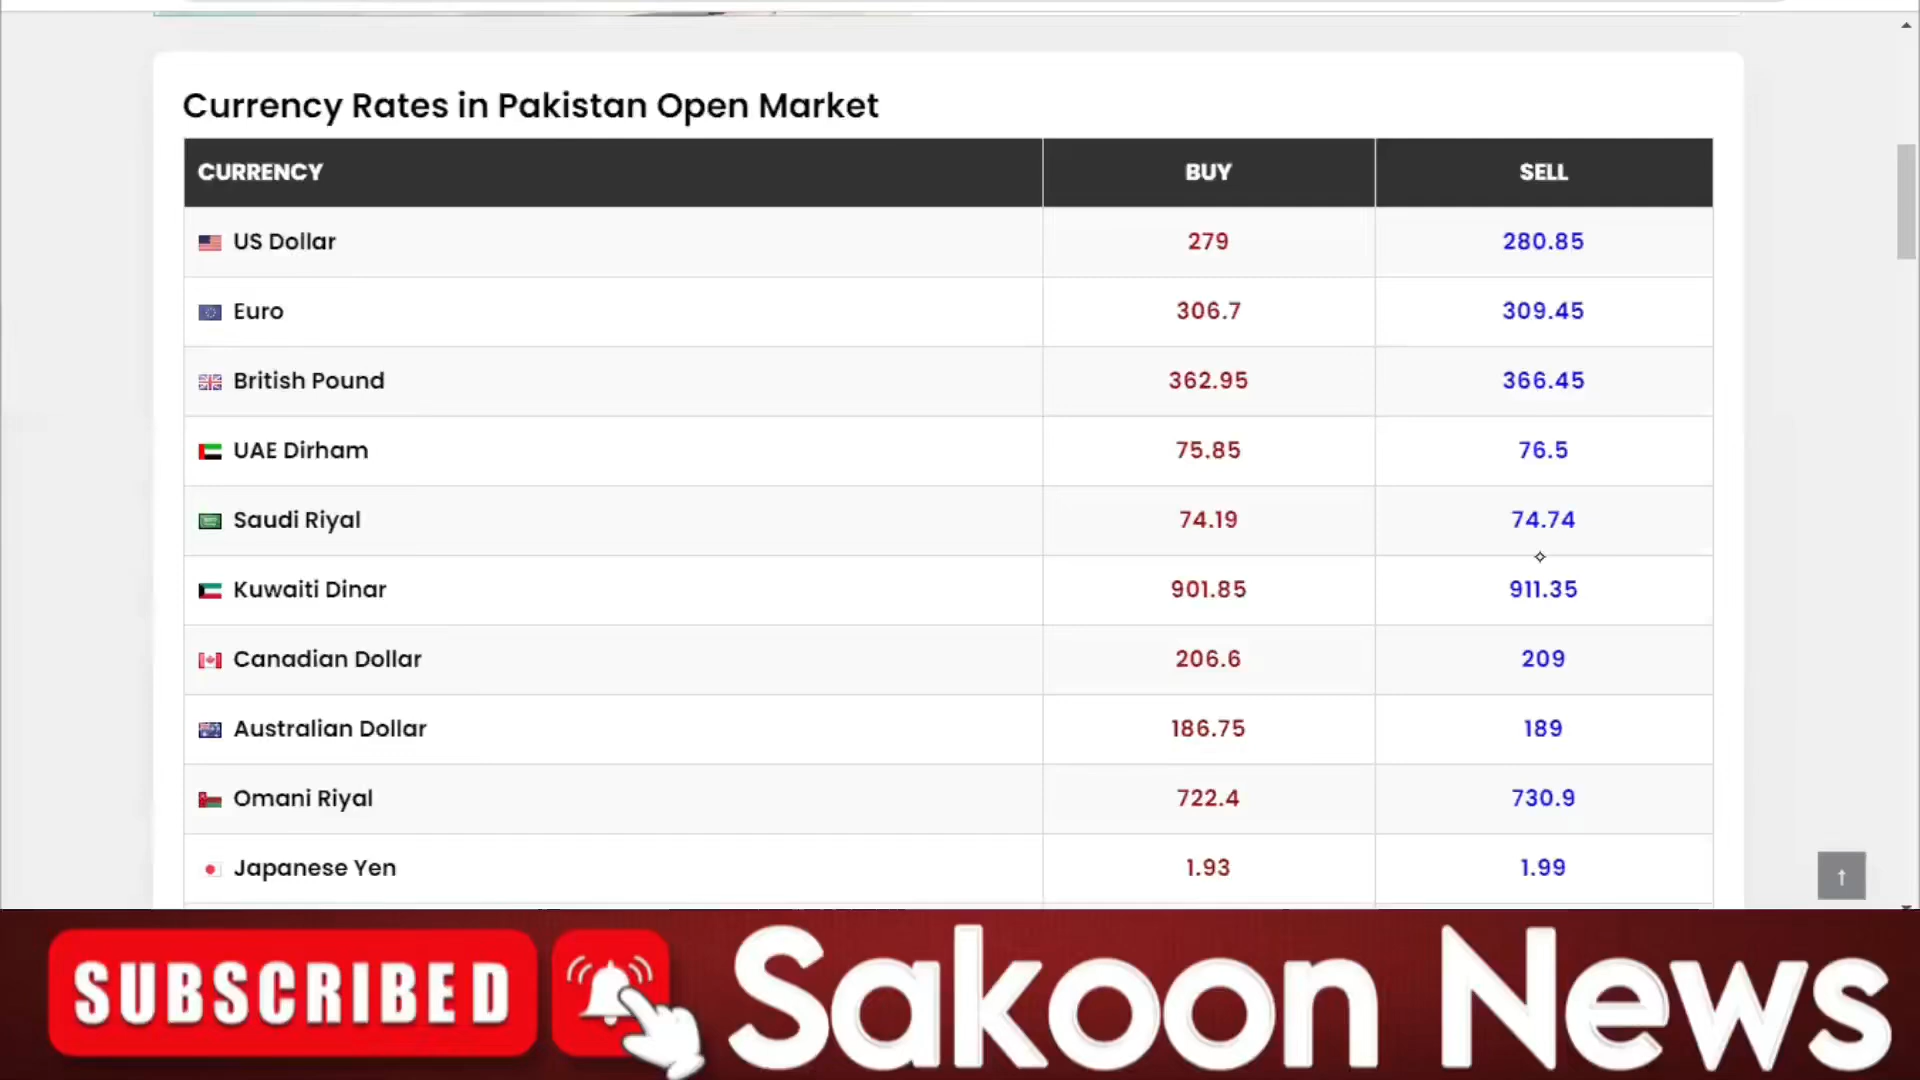 Currency Rates in Pakistan Open Market
CURRENCY BUY SELL
US Dollar 279 280.85
Euro 306.7 309.45
British Pound 362.95 366.45
UAE Dirham 75.85 76.5
Saudi Riyal 74.19 74.74
Kuwaiti Dinar 901.85 911.35
Canadian Dollar 206.6 209
Australian Dollar 186.75 189
Omani Riyal 722.4 730.9
Japanese Yen 1.93 1.99
SUBSCRIBED Sakoon News